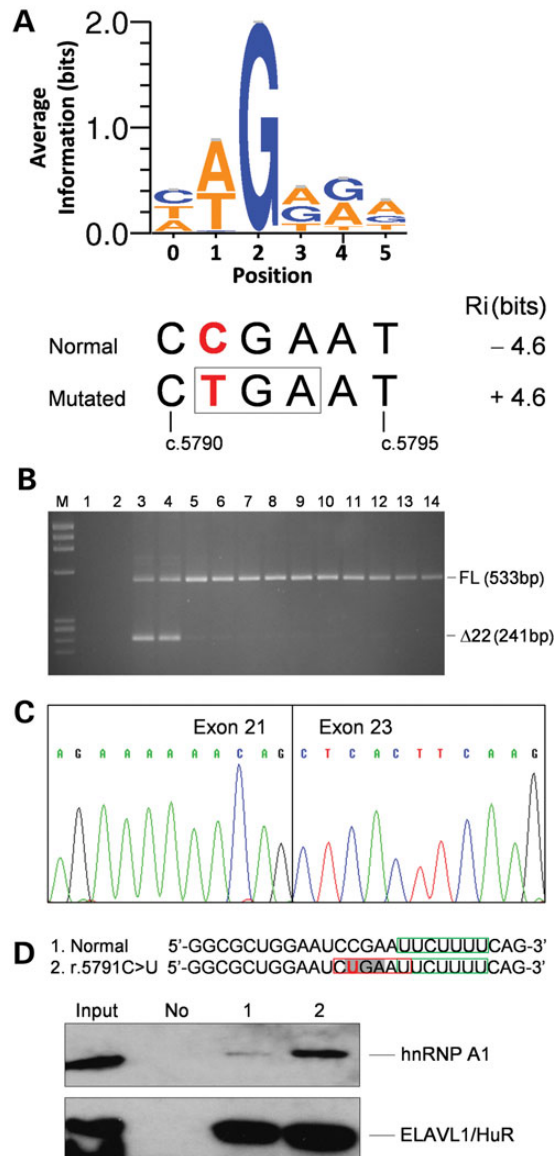 A
2.0
1.0
0.0
Average
Information (bits)
C T A
A T
G
A G T
G A T
A G T
0 1 2 3 4 5
Position
Ri (bits)
Normal C C G A A T − 4.6
Mutated C T G A A T + 4.6
c.5790 c.5795
B
M 1 2 3 4 5 6 7 8 9 10 11 12 13 14
FL (533bp)
Δ22 (241bp)
C
Exon 21 Exon 23
A G A A A A A A C A G C T C A C T T C A A G
D
1. Normal 5'-GGCGCUGGAAUCCGAAUUCUUUUCAG-3'
2. r.5791C>U 5'-GGCGCUGGAAUCUGAAUUCUUUUCAG-3'
Input No 1 2
hnRNP A1
ELAVL1/HuR